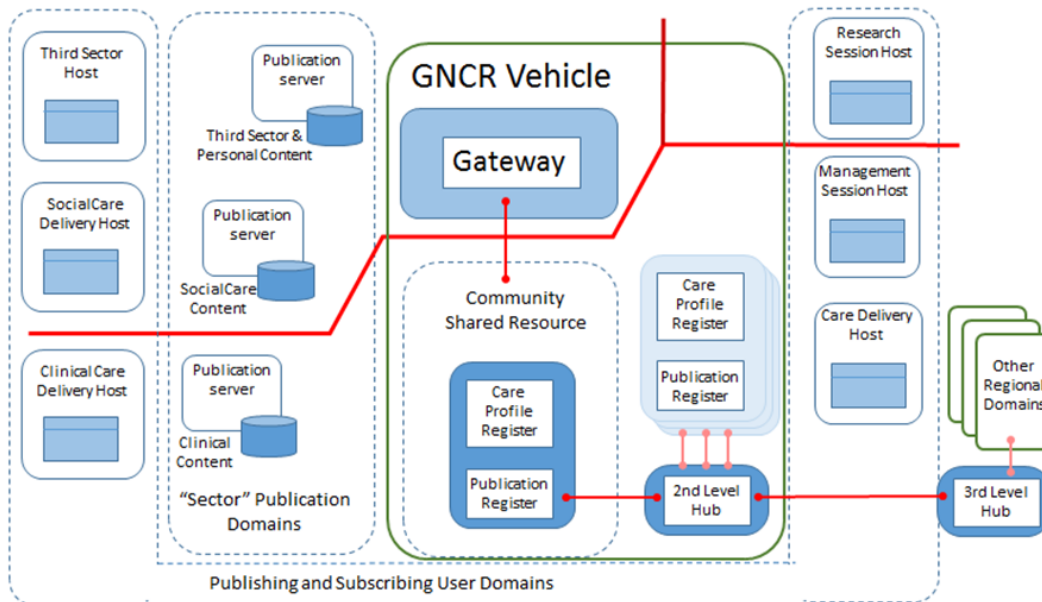 Third Sector
Host
SocialCare
Delivery Host
ClinicalCare
Delivery Host
Publication
server
Third Sector &
Personal Content
Publication
server
SocialCare
Content
Publication
server
Clinical
Content
“Sector” Publication
Domains
GNCR Vehicle
Gateway
Community
Shared Resource
Care
Profile
Register
Publication
Register
Care
Profile
Register
Publication
Register
2nd Level
Hub
Research
Session Host
Management
Session Host
Care Delivery
Host
Other
Regional
Domains
3rd Level
Hub
Publishing and Subscribing User Domains